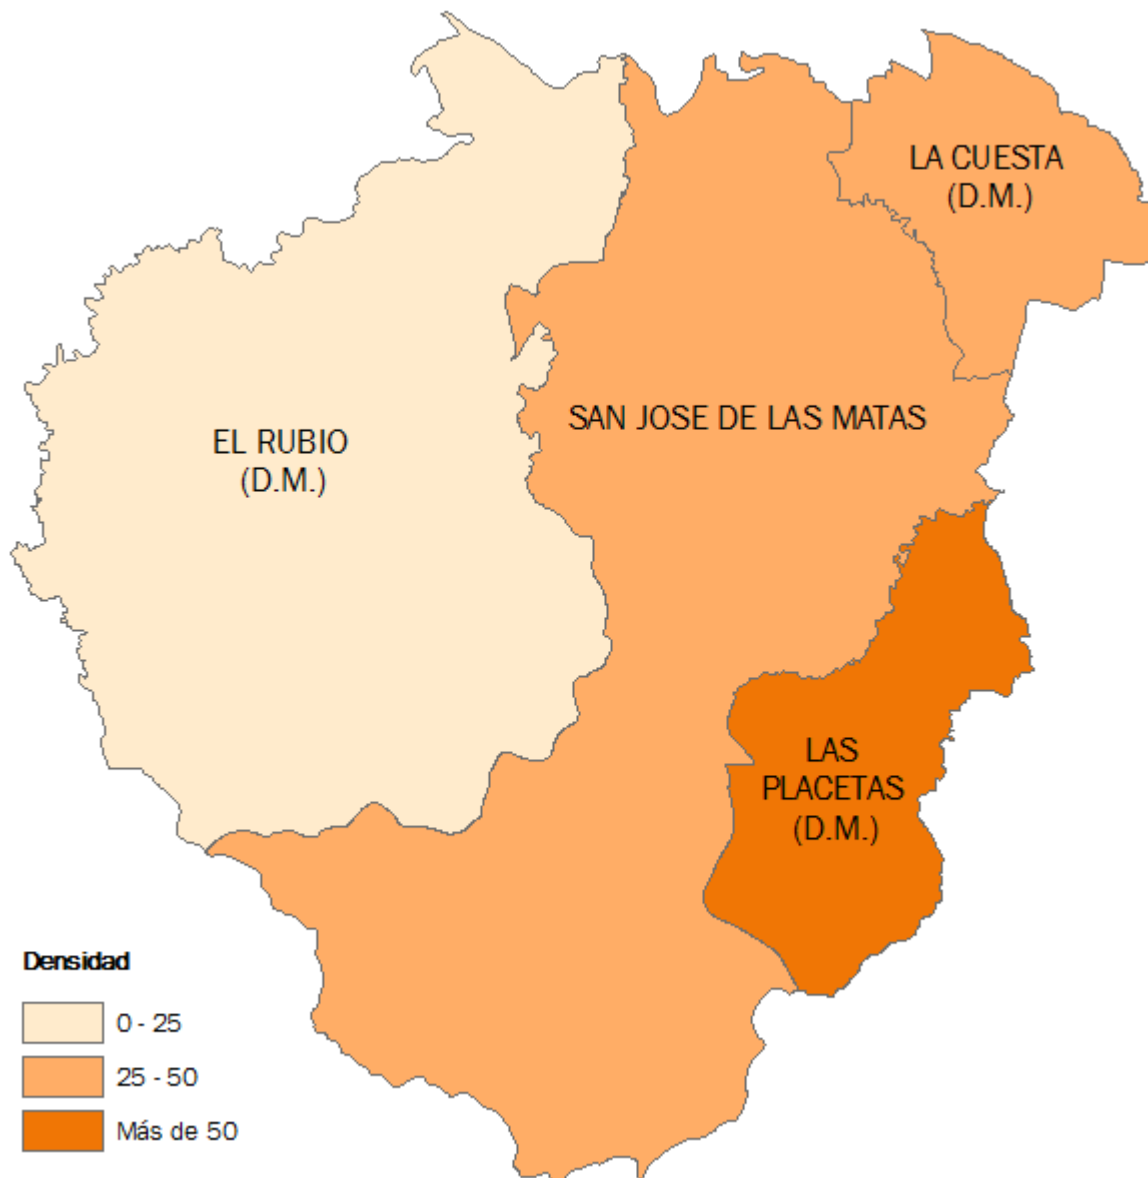 LA CUESTA
(D.M.)
SAN JOSE DE LAS MATAS
EL RUBIO
(D.M.)
LAS
PLACETAS
(D.M.)
Densidad
0 - 25
25 - 50
Más de 50